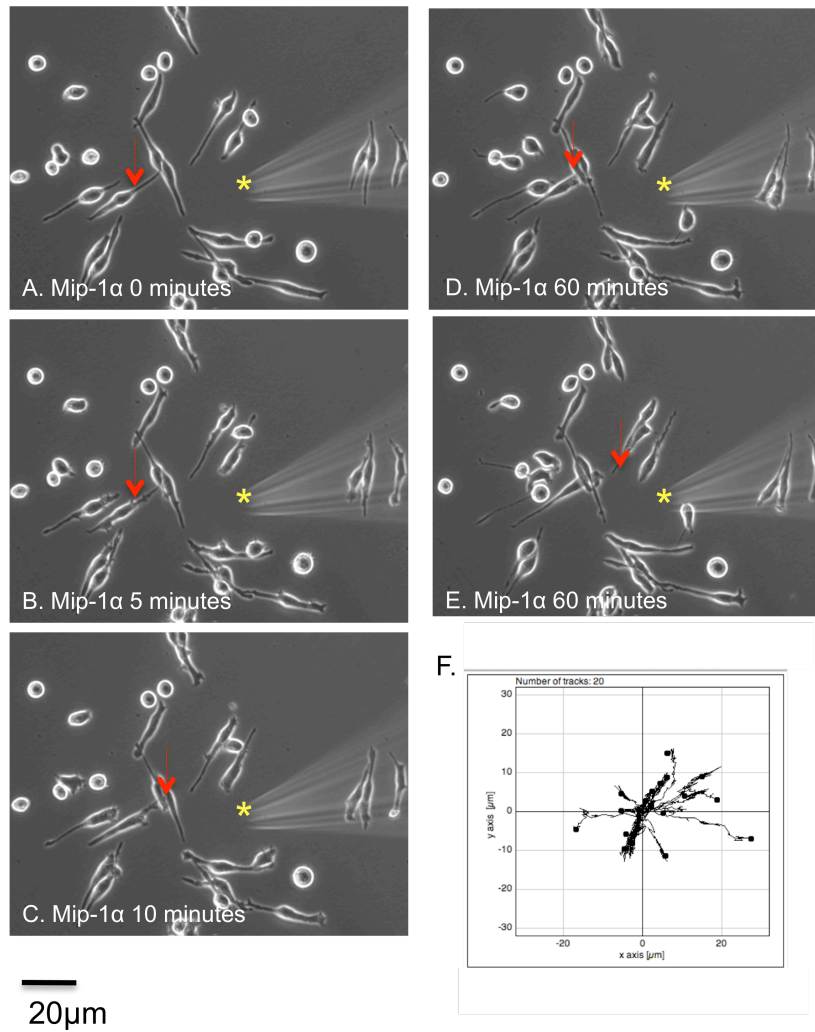 A. Mip-1α 0 minutes
B. Mip-1α 5 minutes
C. Mip-1α 10 minutes
20µm
D. Mip-1α 60 minutes
E. Mip-1α 60 minutes
F.
Number of tracks: 20
30
20
10
0
-10
-20
-30
y axis [µm]
-20 0 20
x axis [µm]